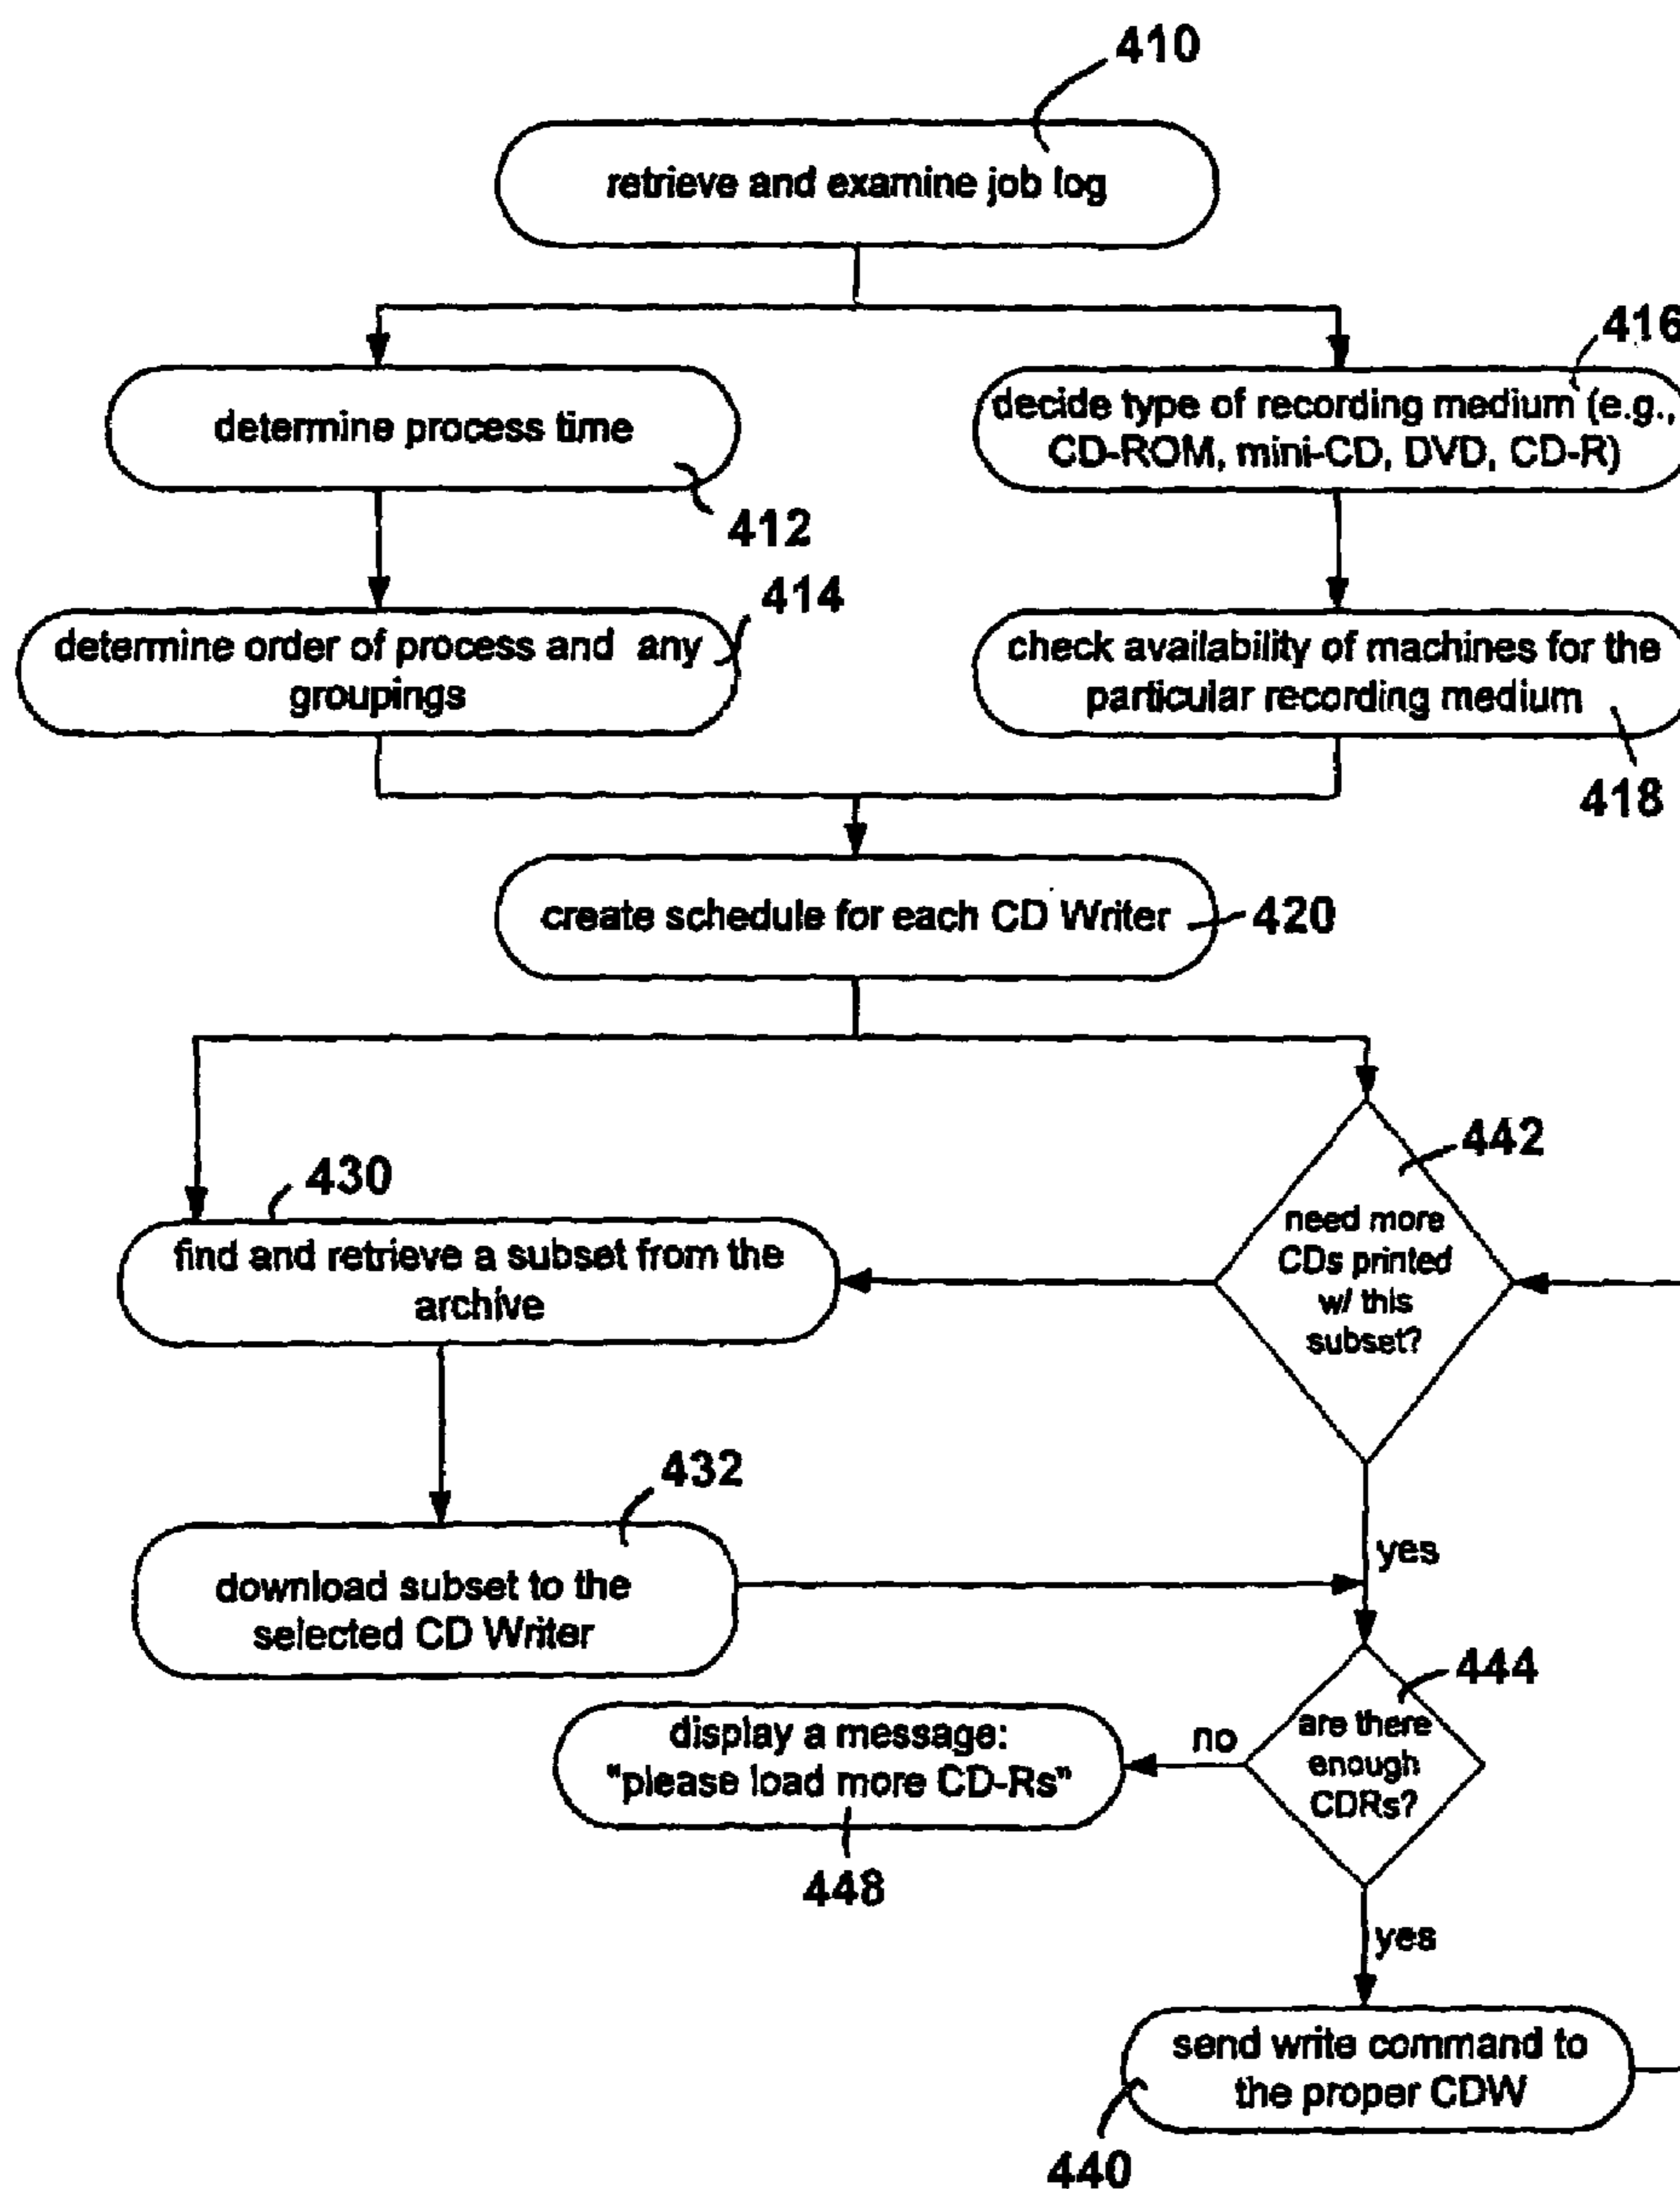 410
retrieve and examine job log
416
determine process time
decide type of recording medium (e.g.,
CD-ROM, mini-CD, DVD, CD-R)
412
414
determine order of process and any
groupings
check availability of machines for the
particular recording medium
418
create schedule for each CD Writer
420
442
430
need more
CDs printed
w/ this
subset?
find and retrieve a subset from the
archive
432
yes
download subset to the
selected CD Writer
444
are there
enough
CDRs?
no
display a message:
"please load more CD-Rs"
448
yes
send write command to
the proper CDW
440